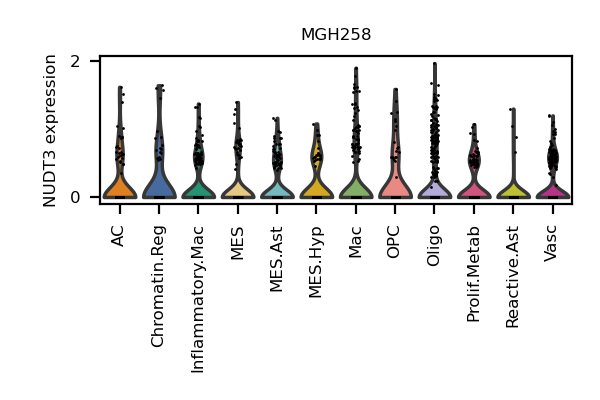 MGH258
NUDT3 expression
2
0
AC
Chromatin.Reg
Inflammatory.Mac
MES
MES.Ast
MES.Hyp
Mac
OPC
Oligo
Prolif.Metab
Reactive.Ast
Vasc